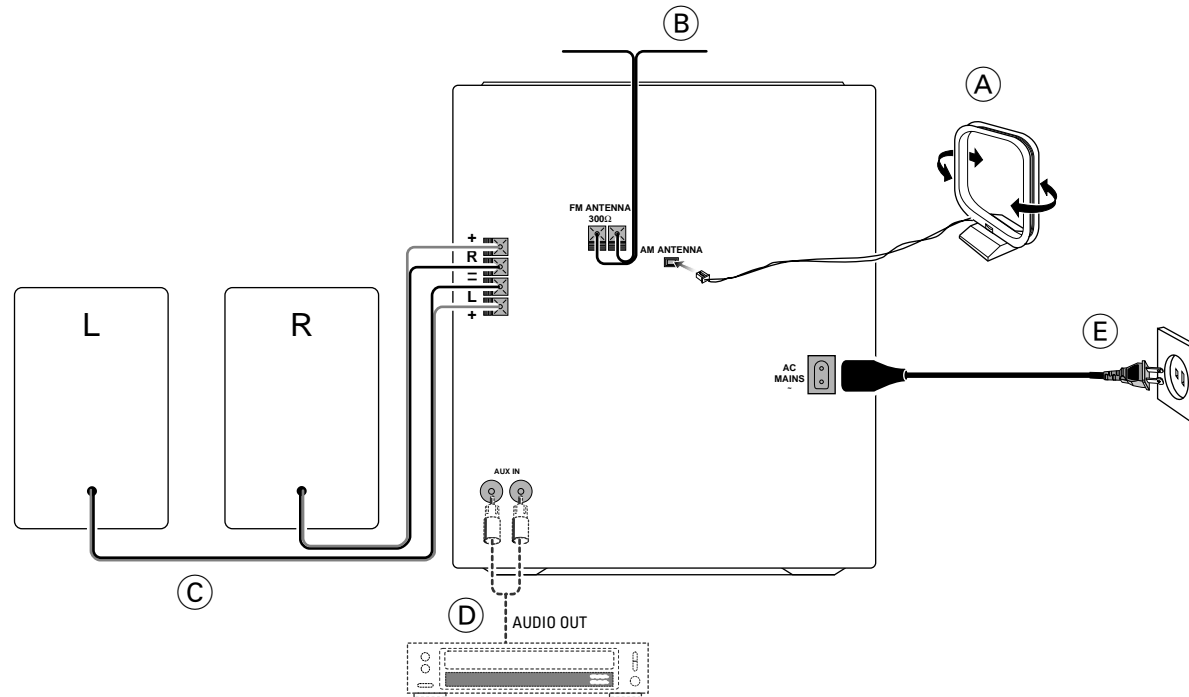 B
A
FM ANTENNA
300Ω
AM ANTENNA
+
R
=
L
+
L
R
E
AC
MAINS
~
AUX IN
C
D
AUDIO OUT